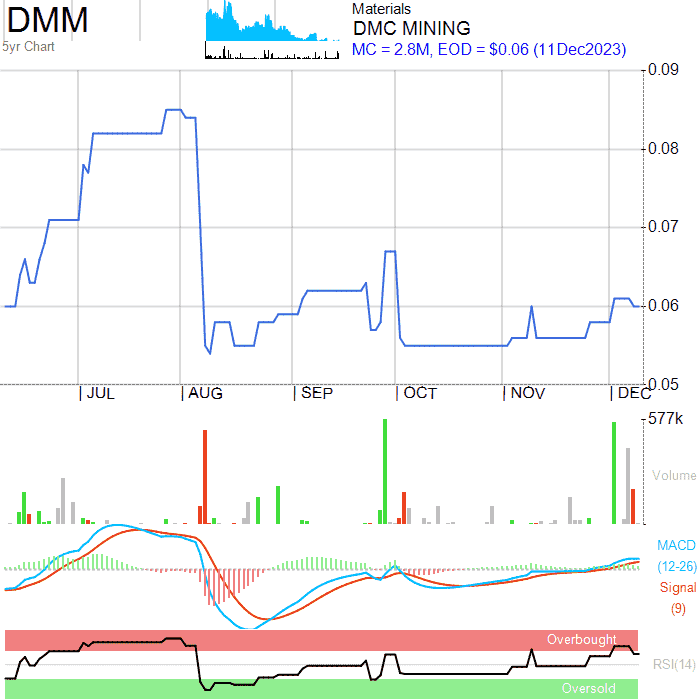 DMM
5yr Chart
Materials
DMC MINING
MC = 2.8M, EOD = $0.06 (11Dec2023)
0.09
0.08
0.07
0.06
0.05
JUL AUG SEP OCT NOV DEC
577k
Volume
MACD
(12-26)
Signal
(9)
Overbought
RSI(14)
Oversold